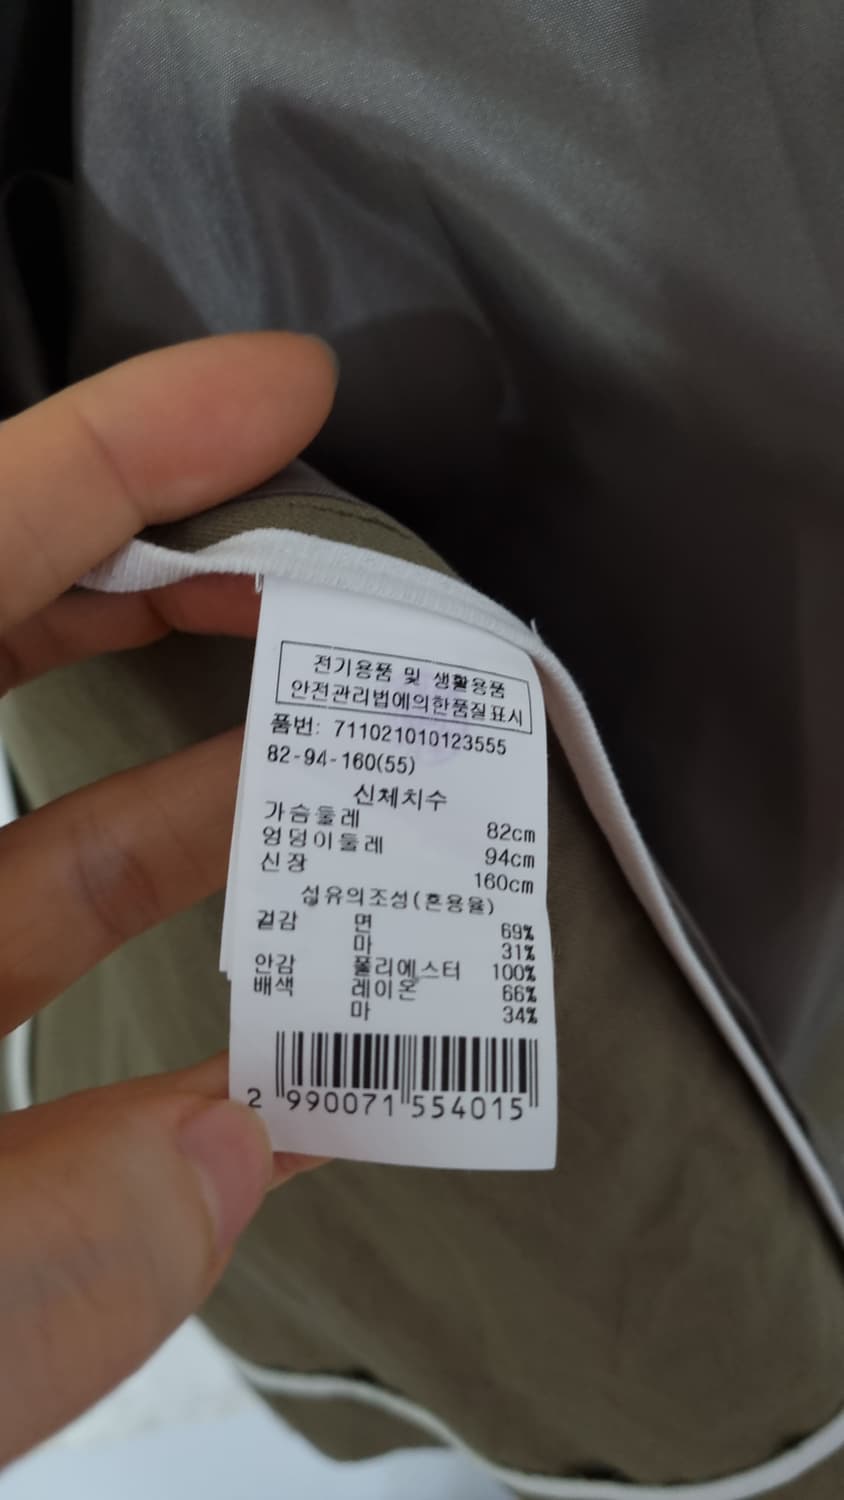 전기용품 및 생활용품
안전관리법에의한품질표시
품번: 711021010123555
82-94-160(55)
신체치수
가슴둘레 82cm
엉덩이둘레 94cm
신장 160cm
섬유의조성(혼용율)
겉감 면 69%
마 31%
안감 폴리에스터 100%
배색 레이온 66%
마 34%
2 990071 554015